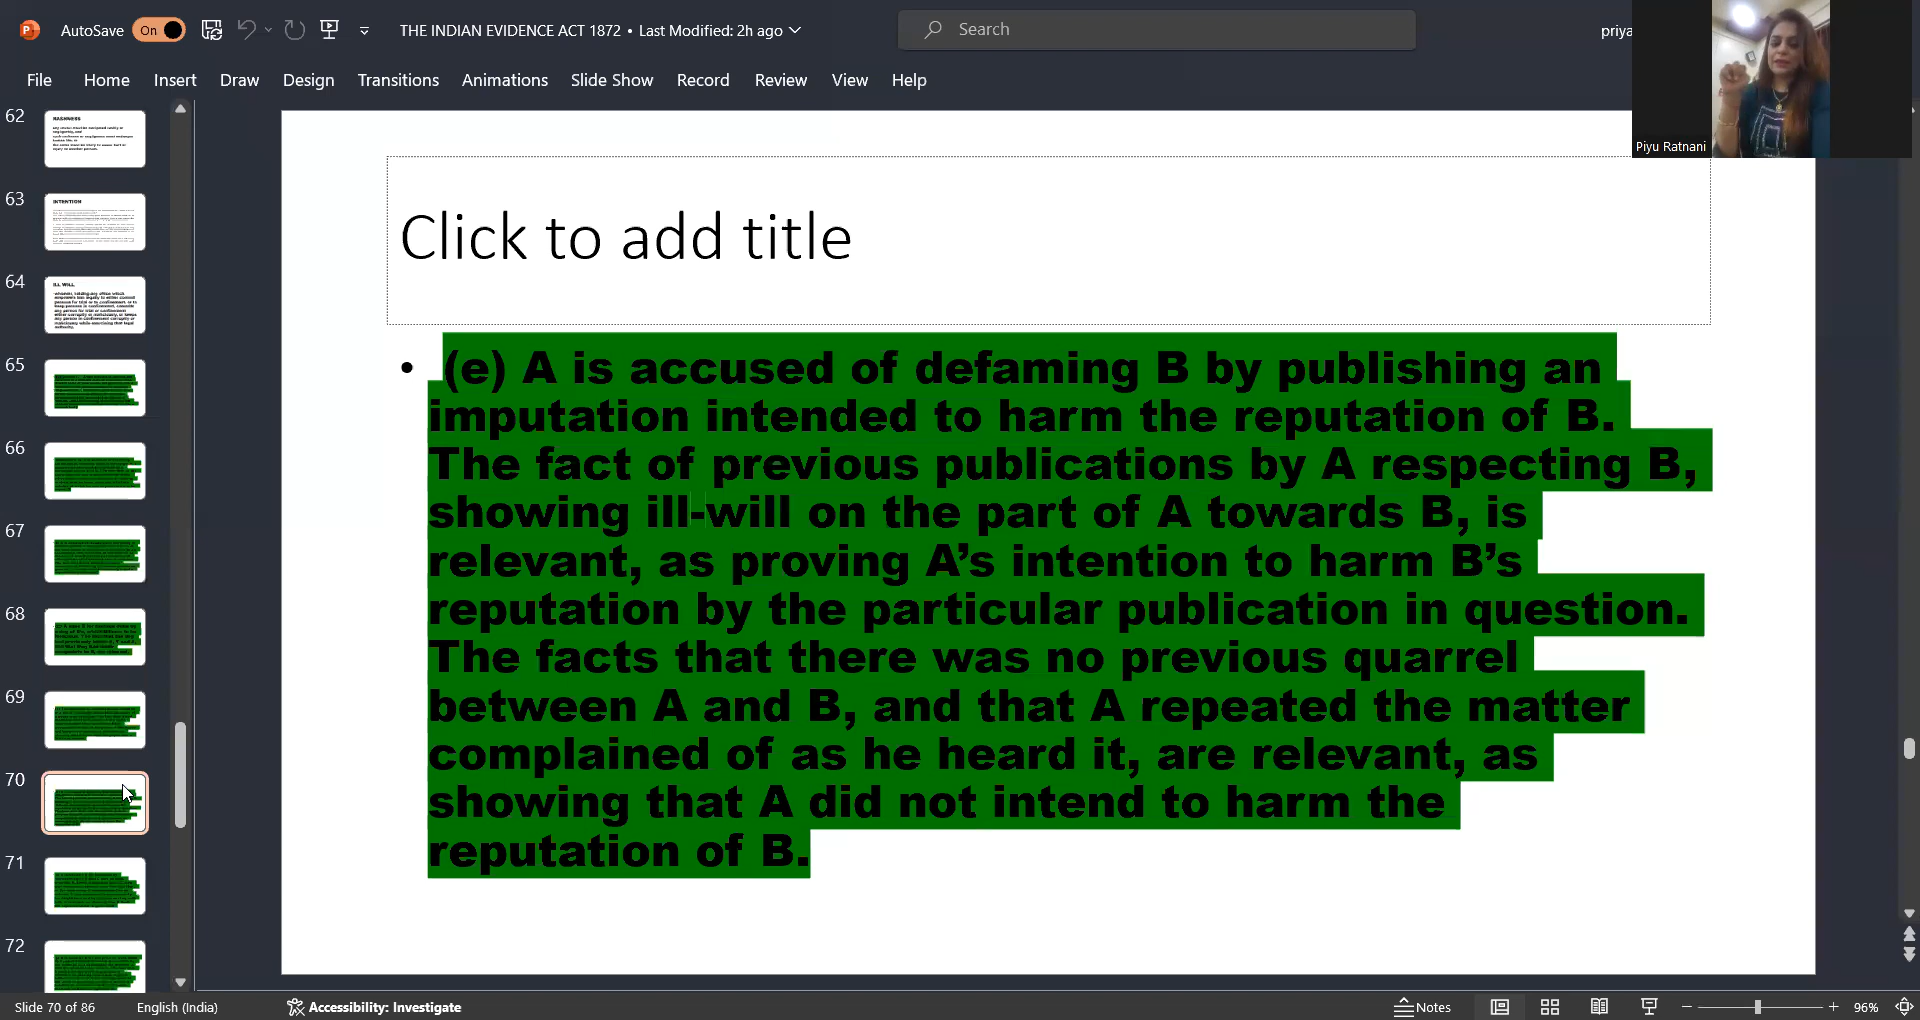 AutoSave On THE INDIAN EVIDENCE ACT 1872 • Last Modified: 2h ago Search priya
File Home Insert Draw Design Transitions Animations Slide Show Record Review View Help
Piyu Ratnani
62
RASHNESS
63
INTENTION
64
ILL WILL
65
66
67
68
69
70
71
72
Click to add title
• (e) A is accused of defaming B by publishing an
imputation intended to harm the reputation of B.
The fact of previous publications by A respecting B,
showing ill-will on the part of A towards B, is
relevant, as proving A’s intention to harm B’s
reputation by the particular publication in question.
The facts that there was no previous quarrel
between A and B, and that A repeated the matter
complained of as he heard it, are relevant, as
showing that A did not intend to harm the
reputation of B.
Slide 70 of 86 English (India) Accessibility: Investigate Notes 96%